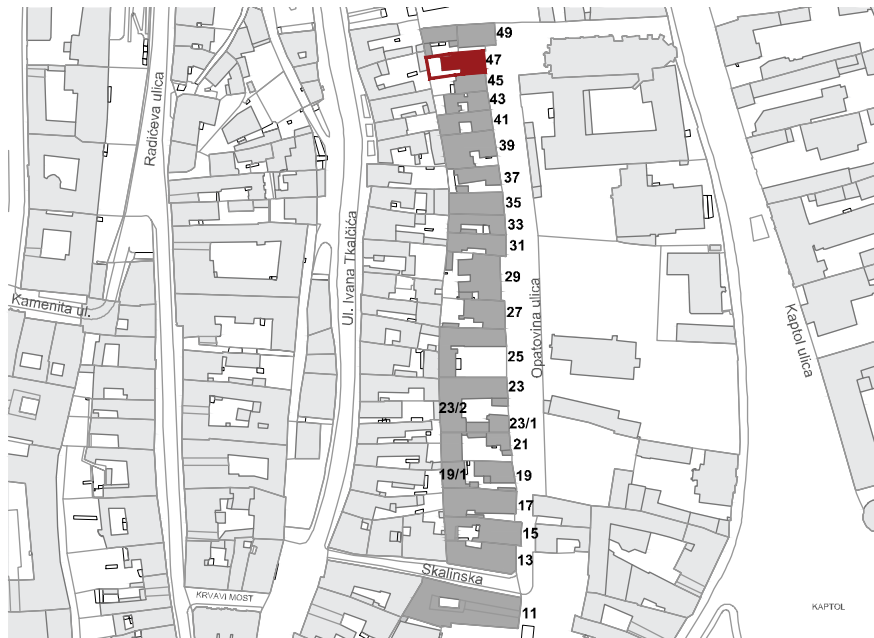 49
47
45
43
41
39
37
35
33
31
29
27
25
23
23/2
23/1
21
19/1
19
17
15
13
11
Radićeva ulica
Ul. Ivana Tkalčića
Opatovina ulica
Kaptol ulica
Kamenita ul.
Skalinska
KRVAVI MOST
KAPTOL